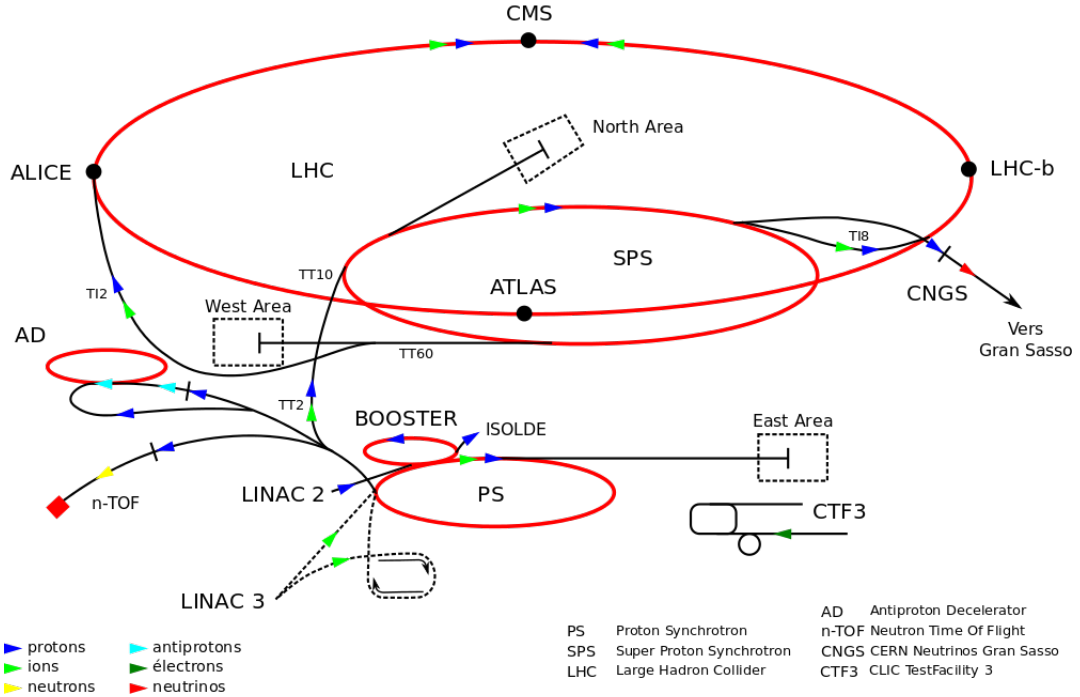 CMS
North Area
ALICE
LHC
LHC-b
TI8
SPS
TT10
ATLAS
CNGS
TI2
West Area
Vers
Gran Sasso
AD
TT60
TT2
BOOSTER
ISOLDE
East Area
LINAC 2
PS
n-TOF
CTF3
LINAC 3
protons
ions
neutrons
antiprotons
électrons
neutrinos
PS Proton Synchrotron
SPS Super Proton Synchrotron
LHC Large Hadron Collider
AD Antiproton Decelerator
n-TOF Neutron Time Of Flight
CNGS CERN Neutrinos Gran Sasso
CTF3 CLIC TestFacility 3